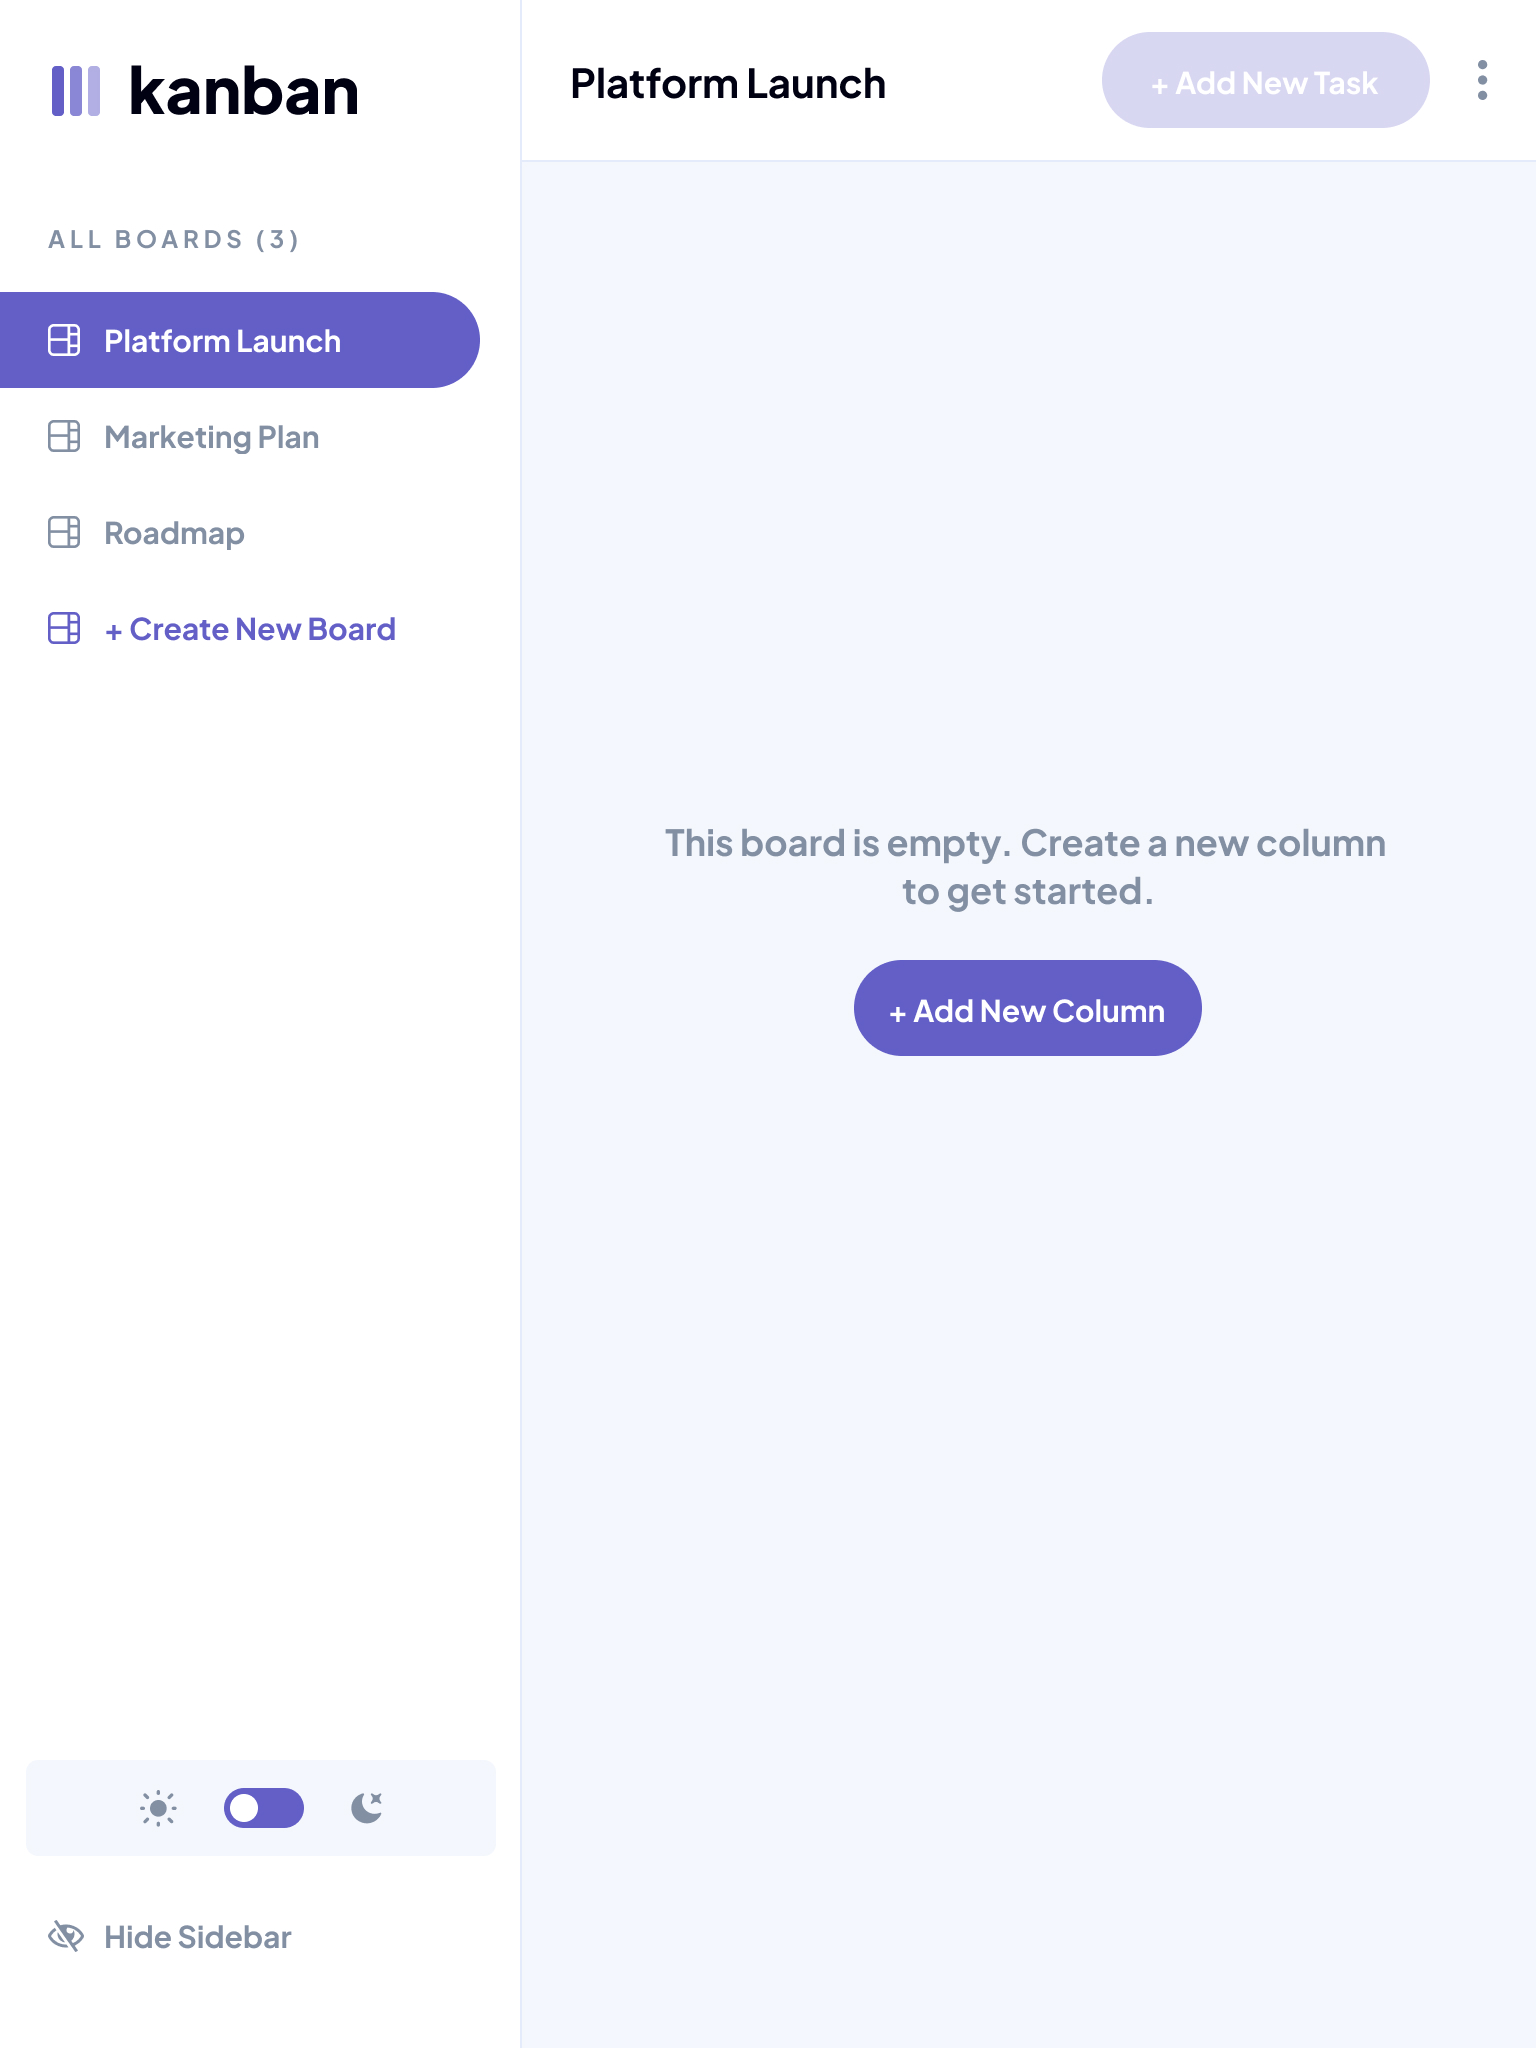 kanban
ALL BOARDS (3)
Platform Launch
Marketing Plan
Roadmap
+ Create New Board
Hide Sidebar
Platform Launch
+ Add New Task
This board is empty. Create a new column
to get started.
+ Add New Column